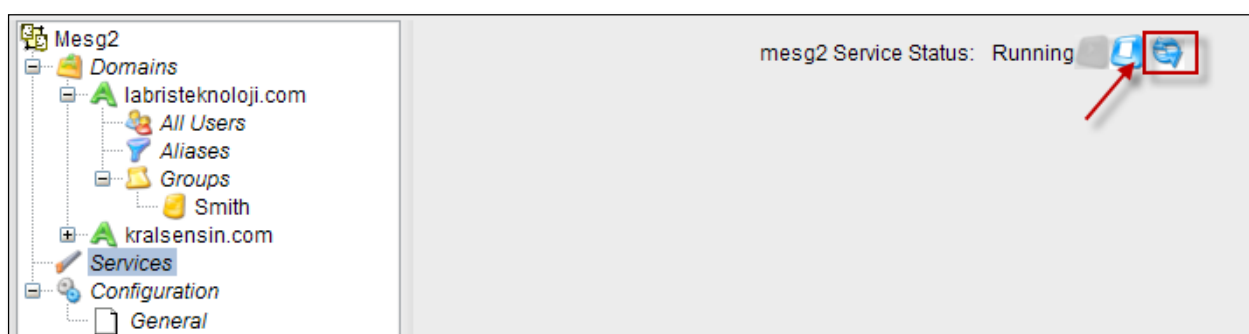 Mesg2
mesg2 Service Status: Running
Domains
labristeknoloji.com
All Users
Aliases
Groups
Smith
kralsensin.com
Services
Configuration
General